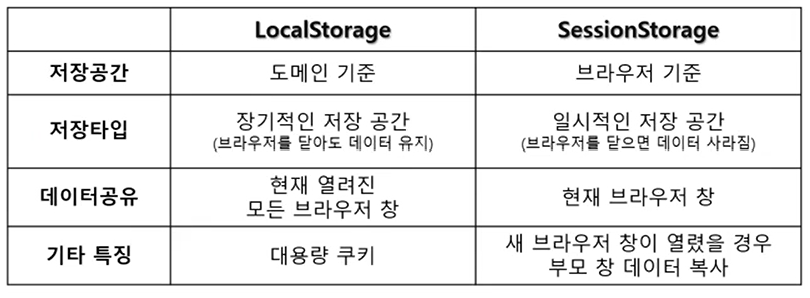 LocalStorage
SessionStorage
저장공간
도메인 기준
브라우저 기준
저장타입
장기적인 저장 공간
(브라우저를 닫아도 데이터 유지)
일시적인 저장 공간
(브라우저를 닫으면 데이터 사라짐)
데이터공유
현재 열려진
모든 브라우저 창
현재 브라우저 창
기타 특징
대용량 쿠키
새 브라우저 창이 열렸을 경우
부모 창 데이터 복사